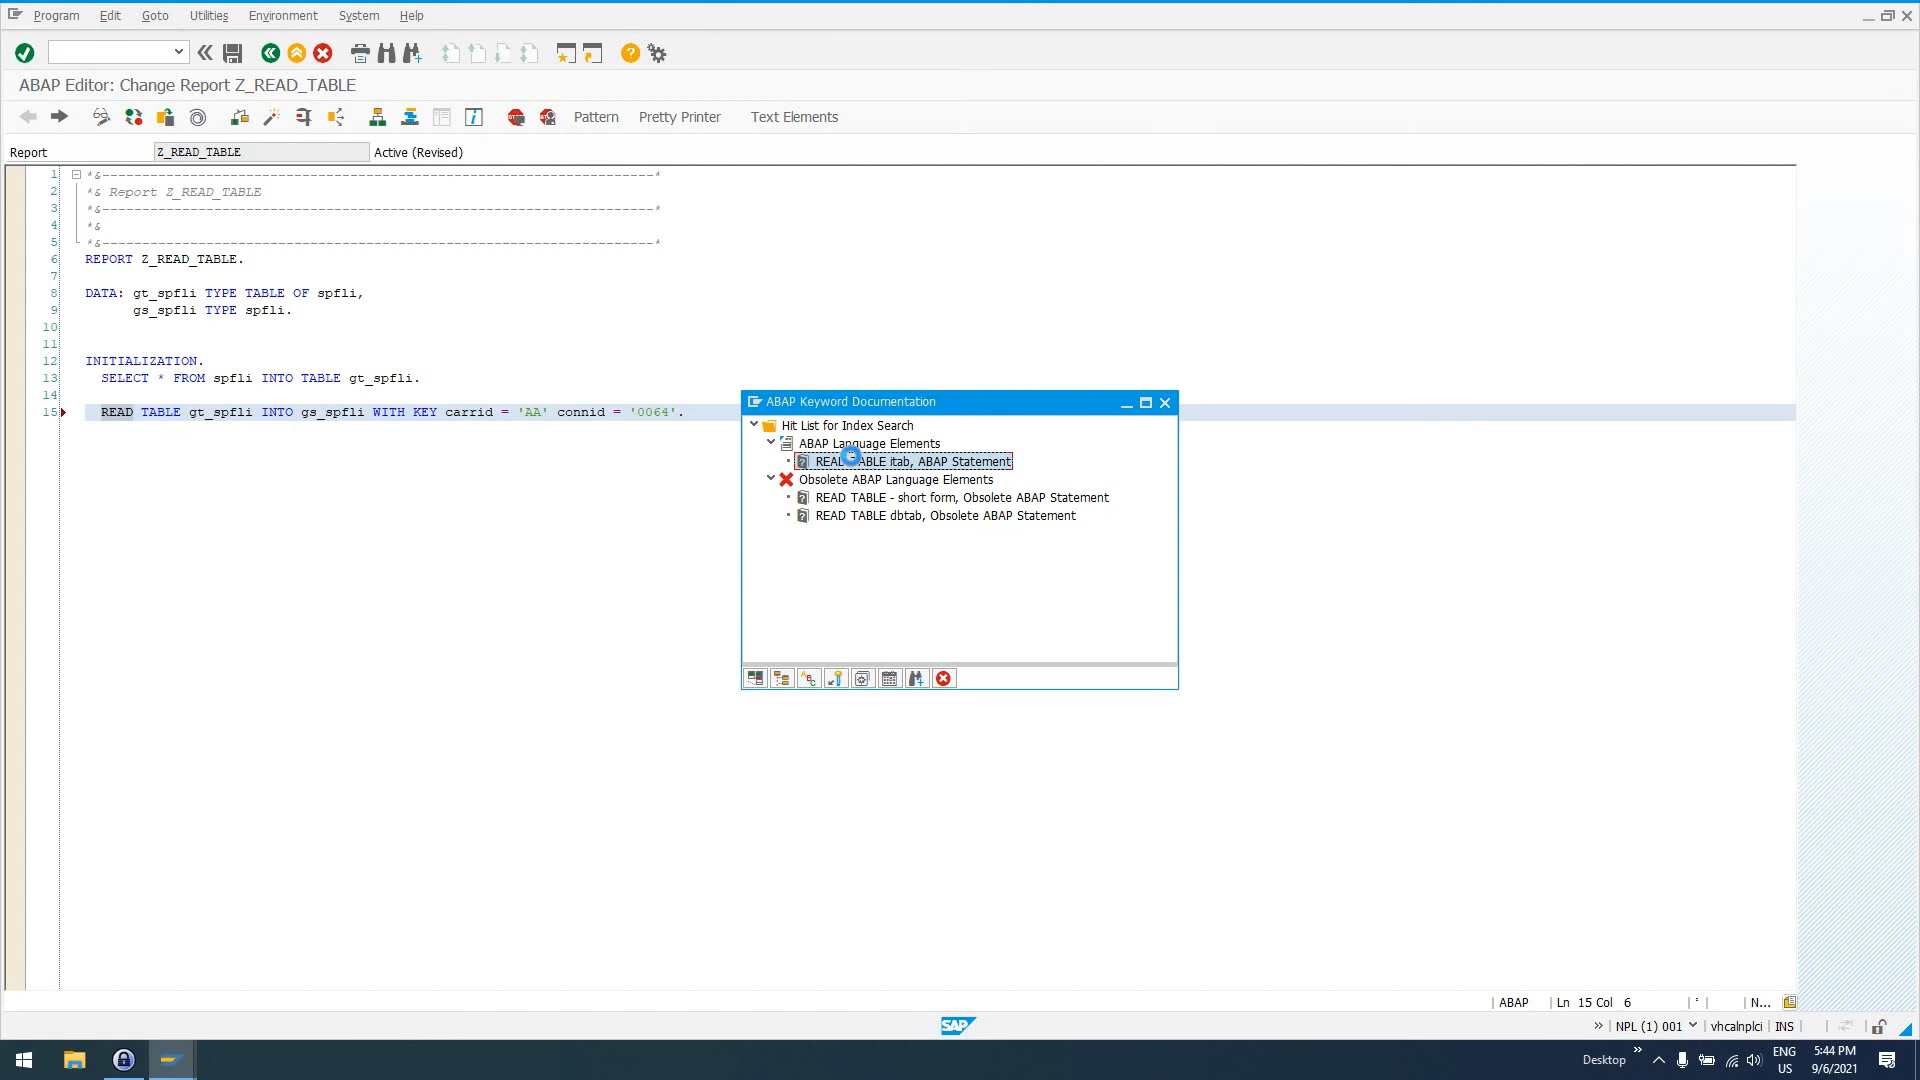 Program Edit Goto Utilities Environment System Help
ABAP Editor: Change Report Z_READ_TABLE
Pattern Pretty Printer Text Elements
Report Z_READ_TABLE Active (Revised)
1 *&---------------------------------------------------------------------*
2 *& Report Z_READ_TABLE
3 *&---------------------------------------------------------------------*
4 *&
5 *&---------------------------------------------------------------------*
6 REPORT Z_READ_TABLE.
7
8 DATA: gt_spfli TYPE TABLE OF spfli,
9 gs_spfli TYPE spfli.
10
11
12 INITIALIZATION.
13 SELECT * FROM spfli INTO TABLE gt_spfli.
14
15 READ TABLE gt_spfli INTO gs_spfli WITH KEY carrid = 'AA' connid = '0064'.
ABAP Keyword Documentation
Hit List for Index Search
ABAP Language Elements
READ TABLE itab, ABAP Statement
Obsolete ABAP Language Elements
READ TABLE - short form, Obsolete ABAP Statement
READ TABLE dbtab, Obsolete ABAP Statement
ABAP Ln 15 Col 6 N...
SAP
» NPL (1) 001 vhcalnplci INS
Desktop » ENG 5:44 PM
US 9/6/2021